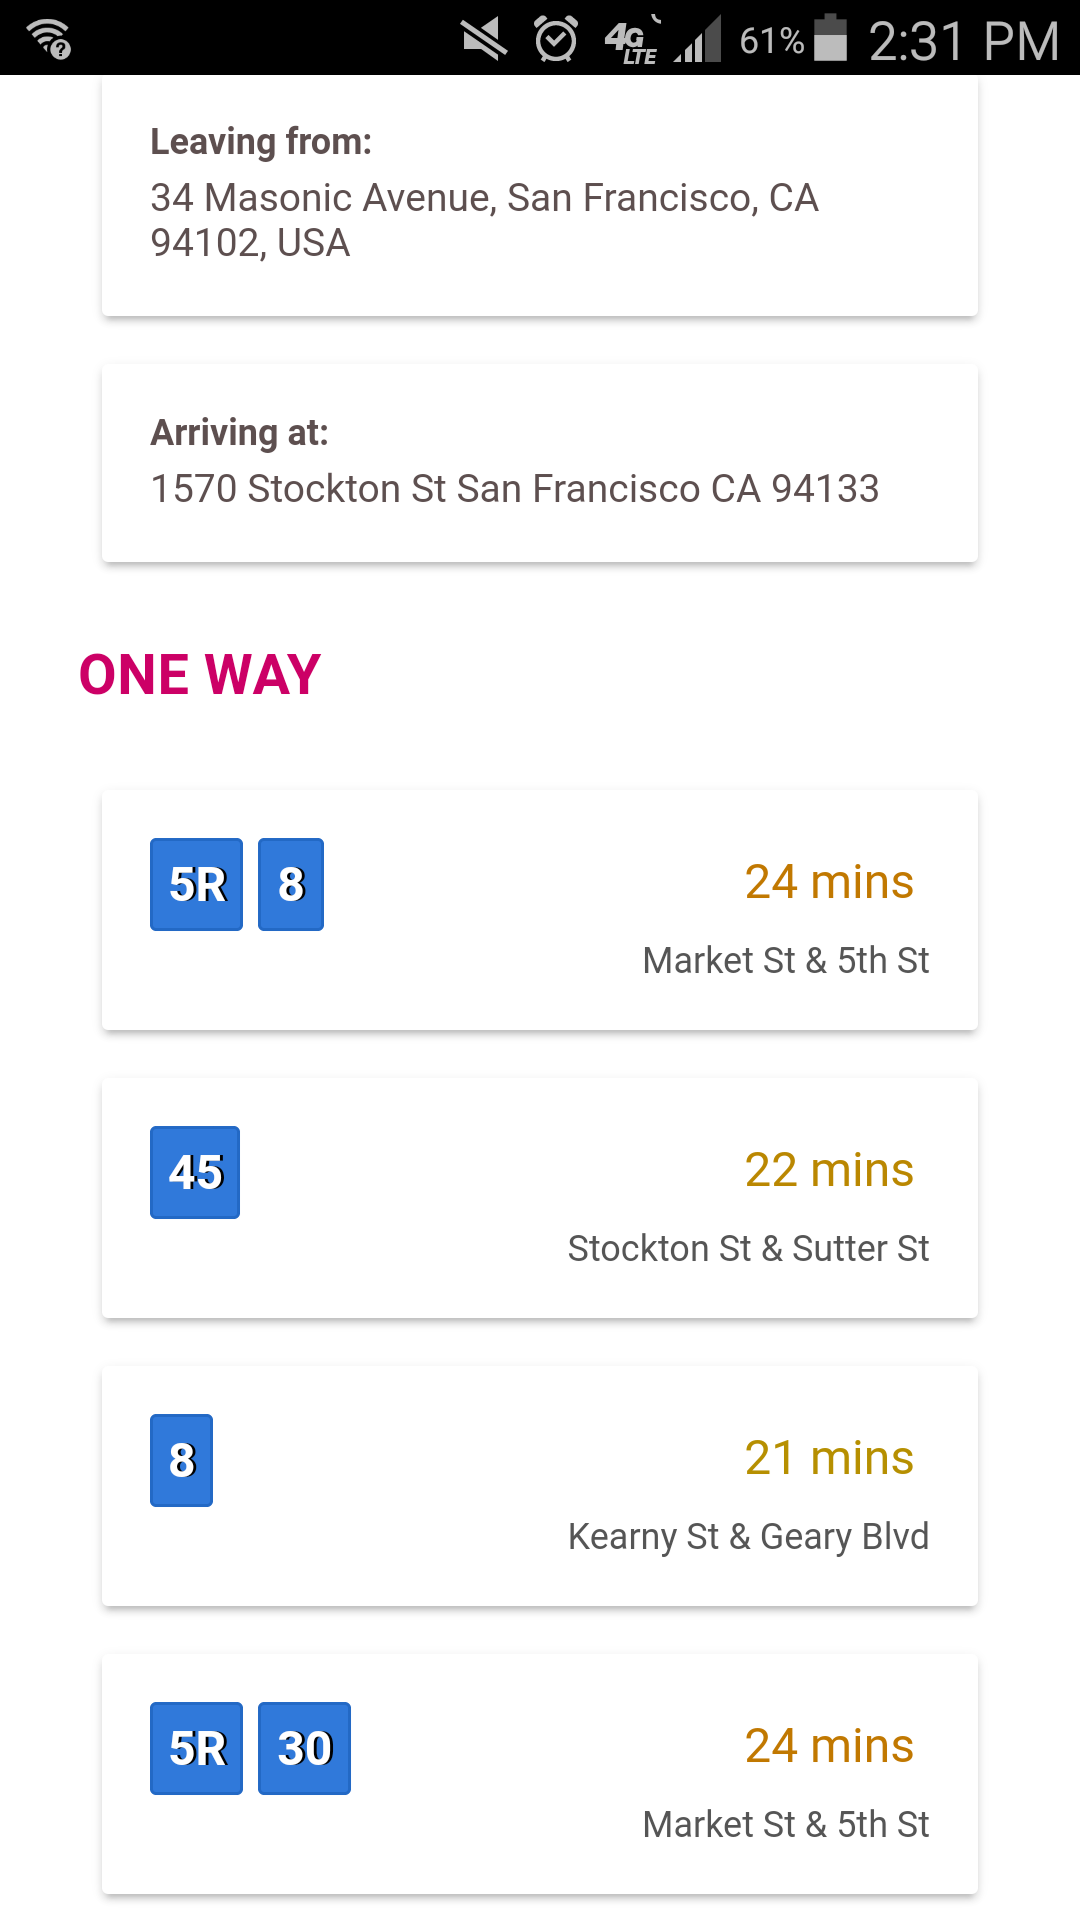 4G LTE 61% 2:31 PM
Leaving from:
34 Masonic Avenue, San Francisco, CA
94102, USA
Arriving at:
1570 Stockton St San Francisco CA 94133
ONE WAY
5R 8 24 mins
Market St & 5th St
45 22 mins
Stockton St & Sutter St
8 21 mins
Kearny St & Geary Blvd
5R 30 24 mins
Market St & 5th St